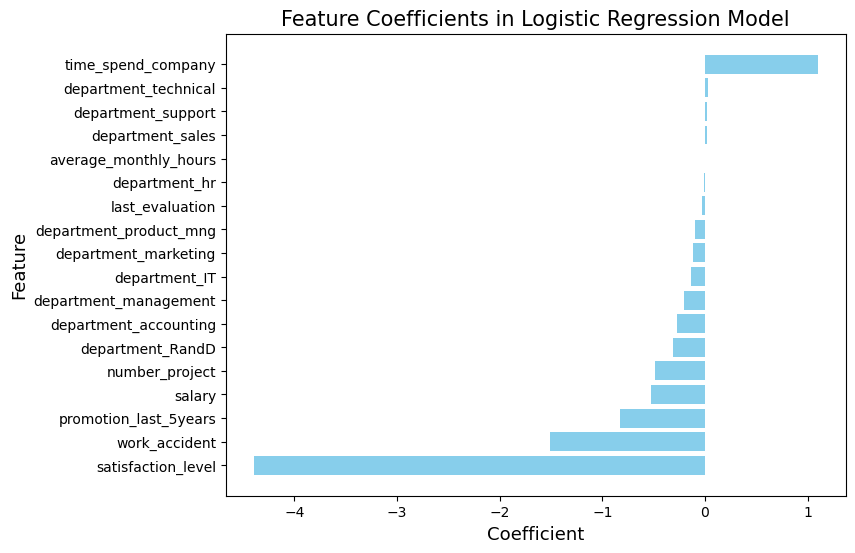 Feature Coefficients in Logistic Regression Model
time_spend_company
department_technical
department_support
department_sales
average_monthly_hours
department_hr
last_evaluation
department_product_mng
department_marketing
department_IT
department_management
department_accounting
department_RandD
number_project
salary
promotion_last_5years
work_accident
satisfaction_level
Feature
−4 −3 −2 −1 0 1
Coefficient